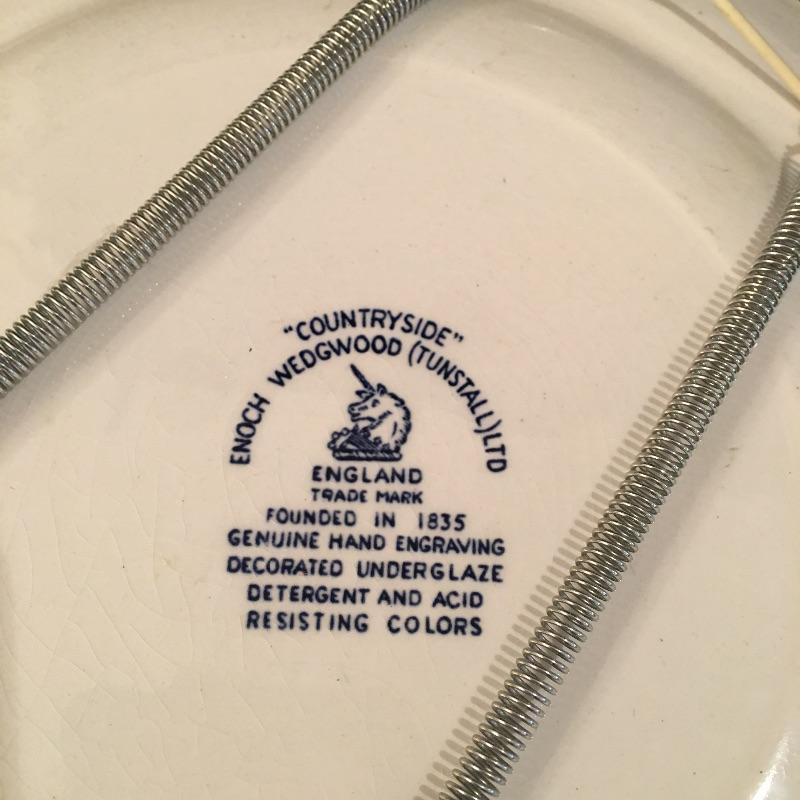 "COUNTRYSIDE"
ENOCH WEDGWOOD (TUNSTALL) LTD
ENGLAND
TRADE MARK
FOUNDED IN 1835
GENUINE HAND ENGRAVING
DECORATED UNDERGLAZE
DETERGENT AND ACID
RESISTING COLORS